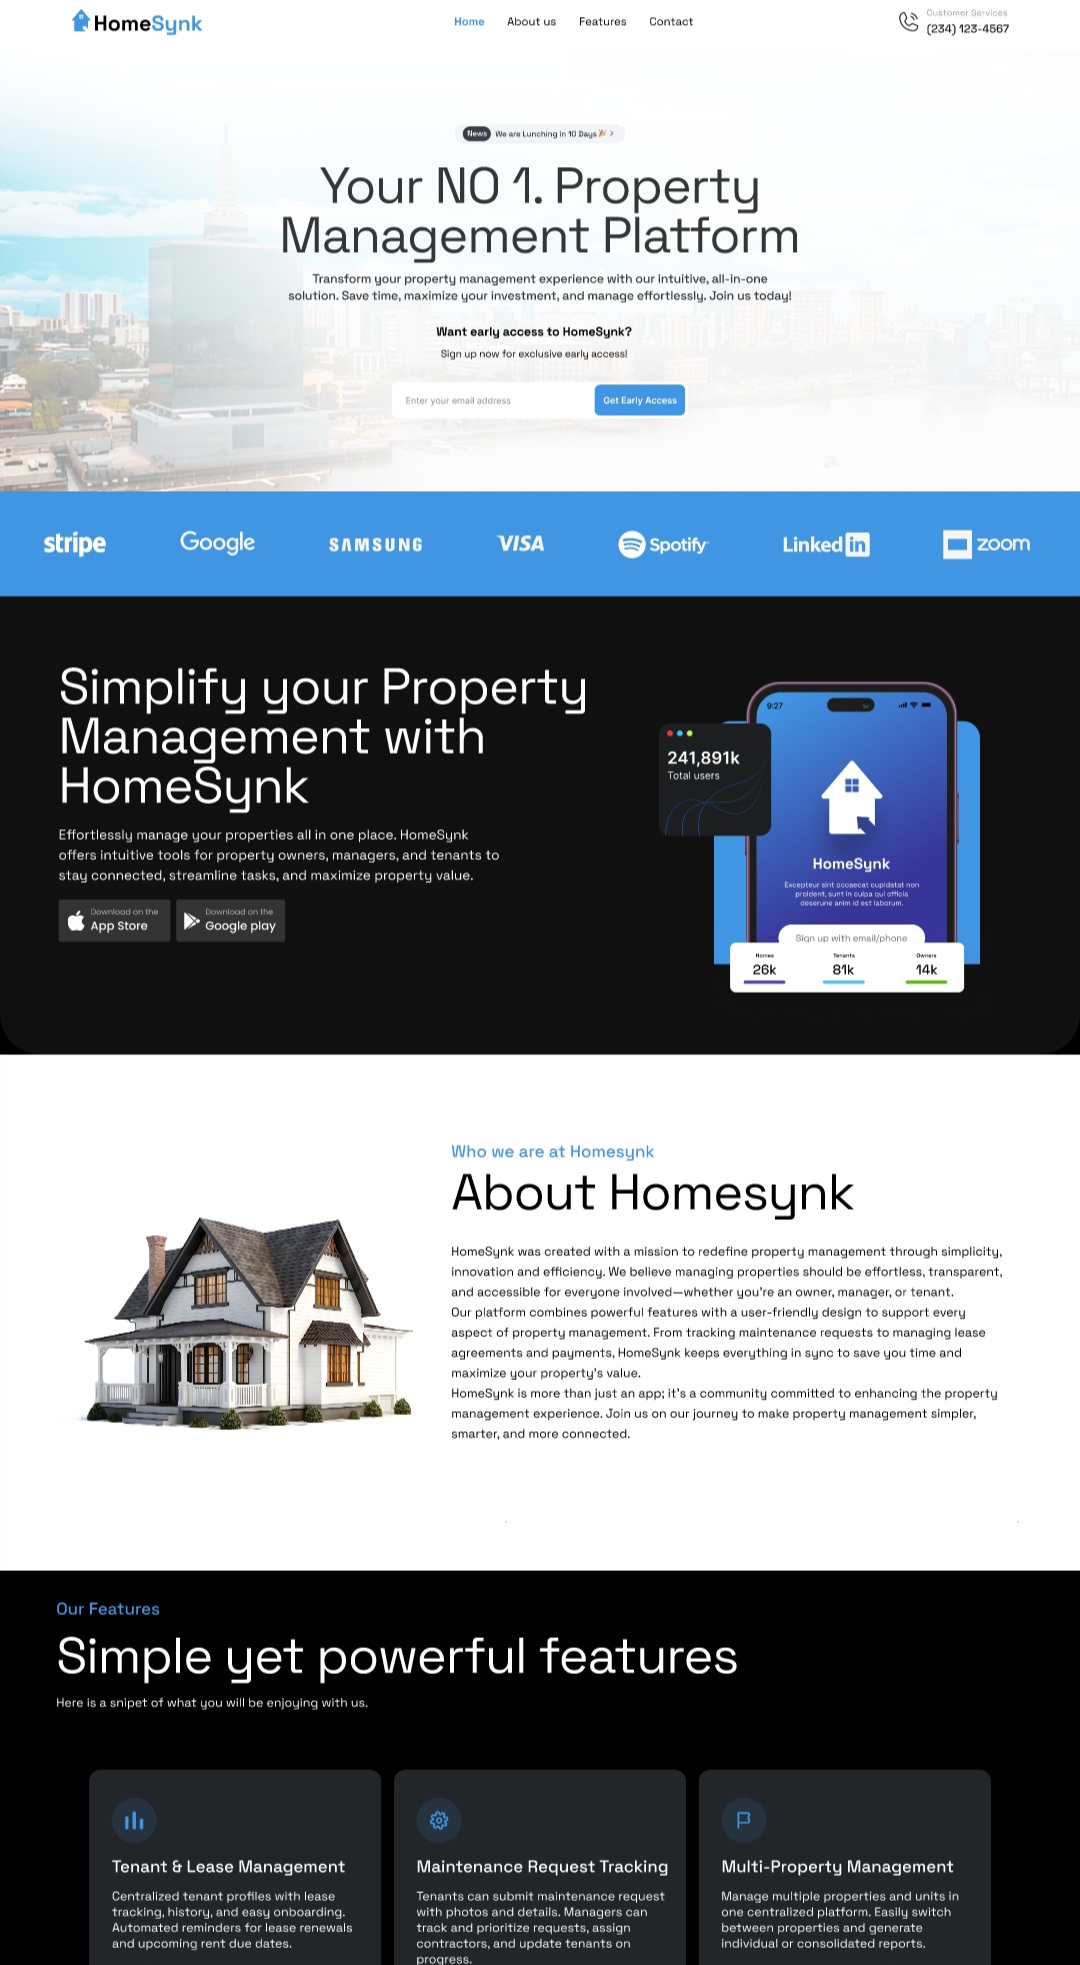 HomeSynk
Home About us Features Contact
Customer Services
(234) 123-4567
News We are Lunching in 10 Days 🎉 >
Your NO 1. Property
Management Platform
Transform your property management experience with our intuitive, all-in-one
solution. Save time, maximize your investment, and manage effortlessly. Join us today!
Want early access to HomeSynk?
Sign up now for exclusive early access!
Enter your email address
Get Early Access
stripe Google SAMSUNG VISA Spotify Linkedin zoom
Simplify your Property
Management with
HomeSynk
Effortlessly manage your properties all in one place. HomeSynk
offers intuitive tools for property owners, managers, and tenants to
stay connected, streamline tasks, and maximize property value.
Download on the
App Store
Download on the
Google play
9:27
241,891k
Total users
HomeSynk
Excepteur sint occaecat cupidatat non
proident, sunt in culpa qui officia
deserune anim id est laborum.
Sign up with email/phone
Homes Tenants Owners
26k 81k 14k
Who we are at Homesynk
About Homesynk
HomeSynk was created with a mission to redefine property management through simplicity,
innovation and efficiency. We believe managing properties should be effortless, transparent,
and accessible for everyone involved—whether you're an owner, manager, or tenant.
Our platform combines powerful features with a user-friendly design to support every
aspect of property management. From tracking maintenance requests to managing lease
agreements and payments, HomeSynk keeps everything in sync to save you time and
maximize your property's value.
HomeSynk is more than just an app; it's a community committed to enhancing the property
management experience. Join us on our journey to make property management simpler,
smarter, and more connected.
Our Features
Simple yet powerful features
Here is a snipet of what you will be enjoying with us.
Tenant & Lease Management
Centralized tenant profiles with lease
tracking, history, and easy onboarding.
Automated reminders for lease renewals
and upcoming rent due dates.
Maintenance Request Tracking
Tenants can submit maintenance request
with photos and details. Managers can
track and prioritize requests, assign
contractors, and update tenants on
progress.
Multi-Property Management
Manage multiple properties and units in
one centralized platform. Easily switch
between properties and generate
individual or consolidated reports.